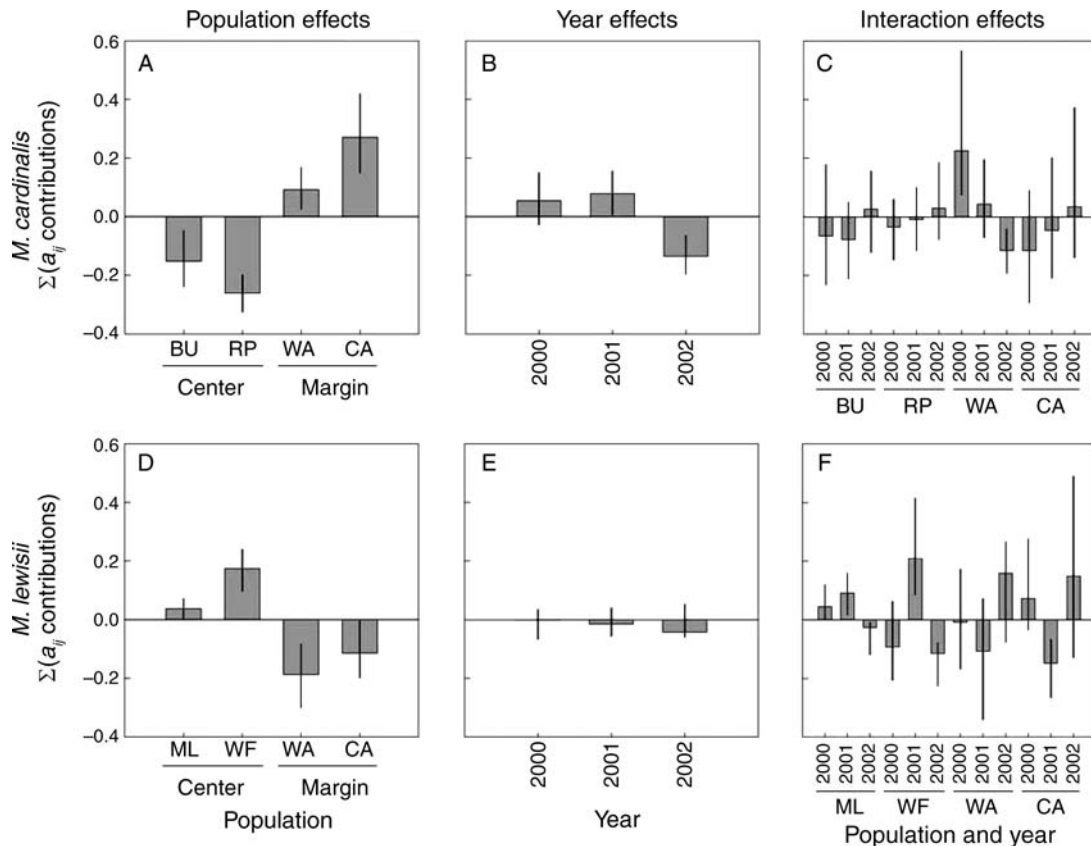 Population effects
Year effects
Interaction effects
M. cardinalis
Σ(aij contributions)
0.6
0.4
0.2
0.0
−0.2
−0.4
A
BU RP WA CA
Center Margin
B
2000 2001 2002
C
2000 2001 2002 2000 2001 2002 2000 2001 2002 2000 2001 2002
BU RP WA CA
M. lewisii
Σ(aij contributions)
0.6
0.4
0.2
0.0
−0.2
−0.4
D
ML WF WA CA
Center Margin
Population
E
2000 2001 2002
Year
F
2000 2001 2002 2000 2001 2002 2000 2001 2002 2000 2001 2002
ML WF WA CA
Population and year